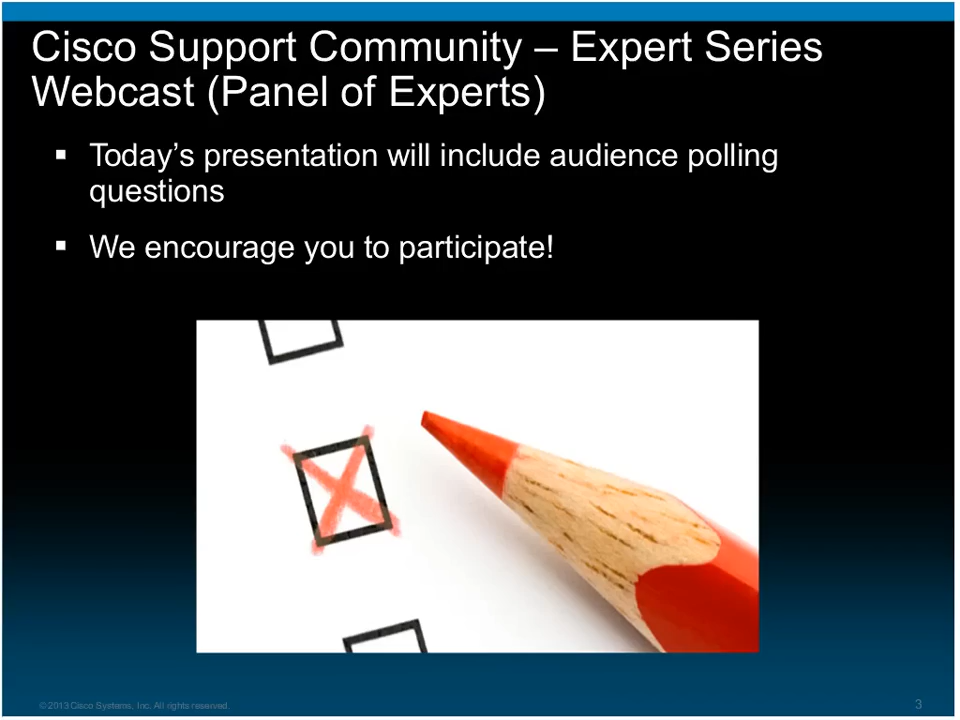 Cisco Support Community – Expert Series
Webcast (Panel of Experts)
▪ Today’s presentation will include audience polling
questions
▪ We encourage you to participate!
© 2013 Cisco Systems, Inc. All rights reserved.
3